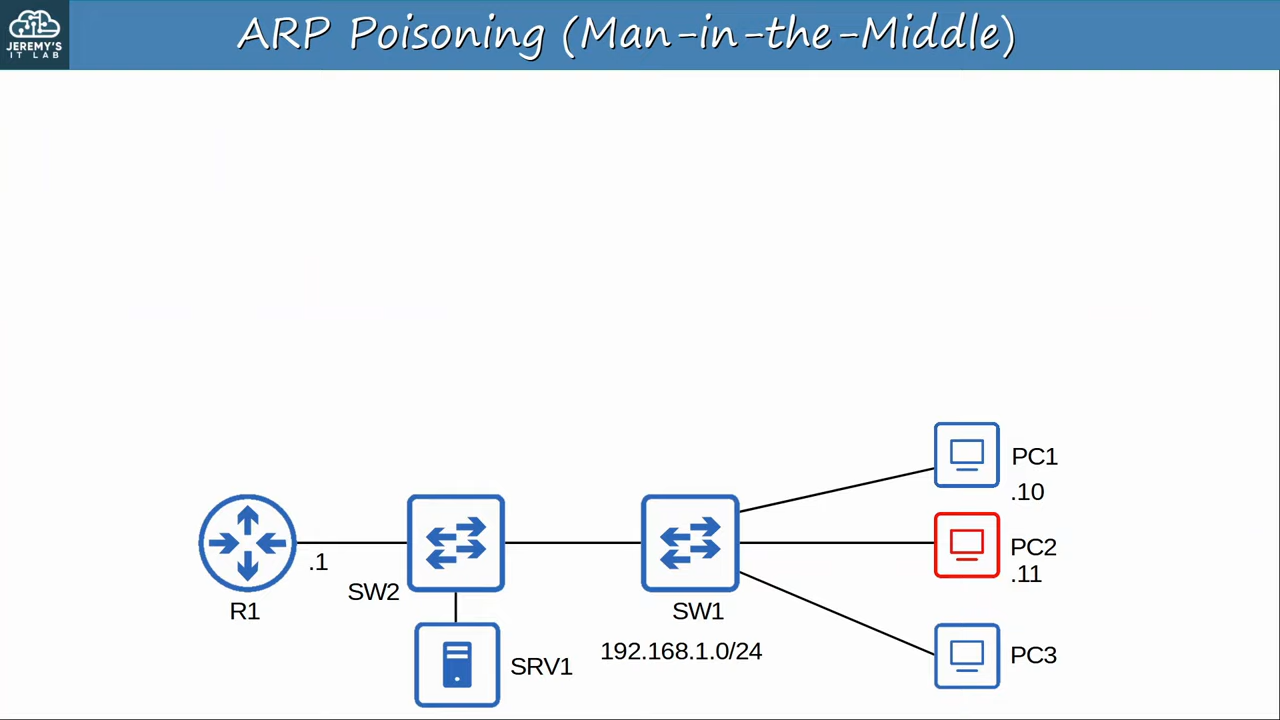 JEREMY'S
IT LAB
ARP Poisoning (Man-in-the-Middle)
PC1
.10
PC2
.11
.1
SW2
R1
SW1
192.168.1.0/24
SRV1
PC3